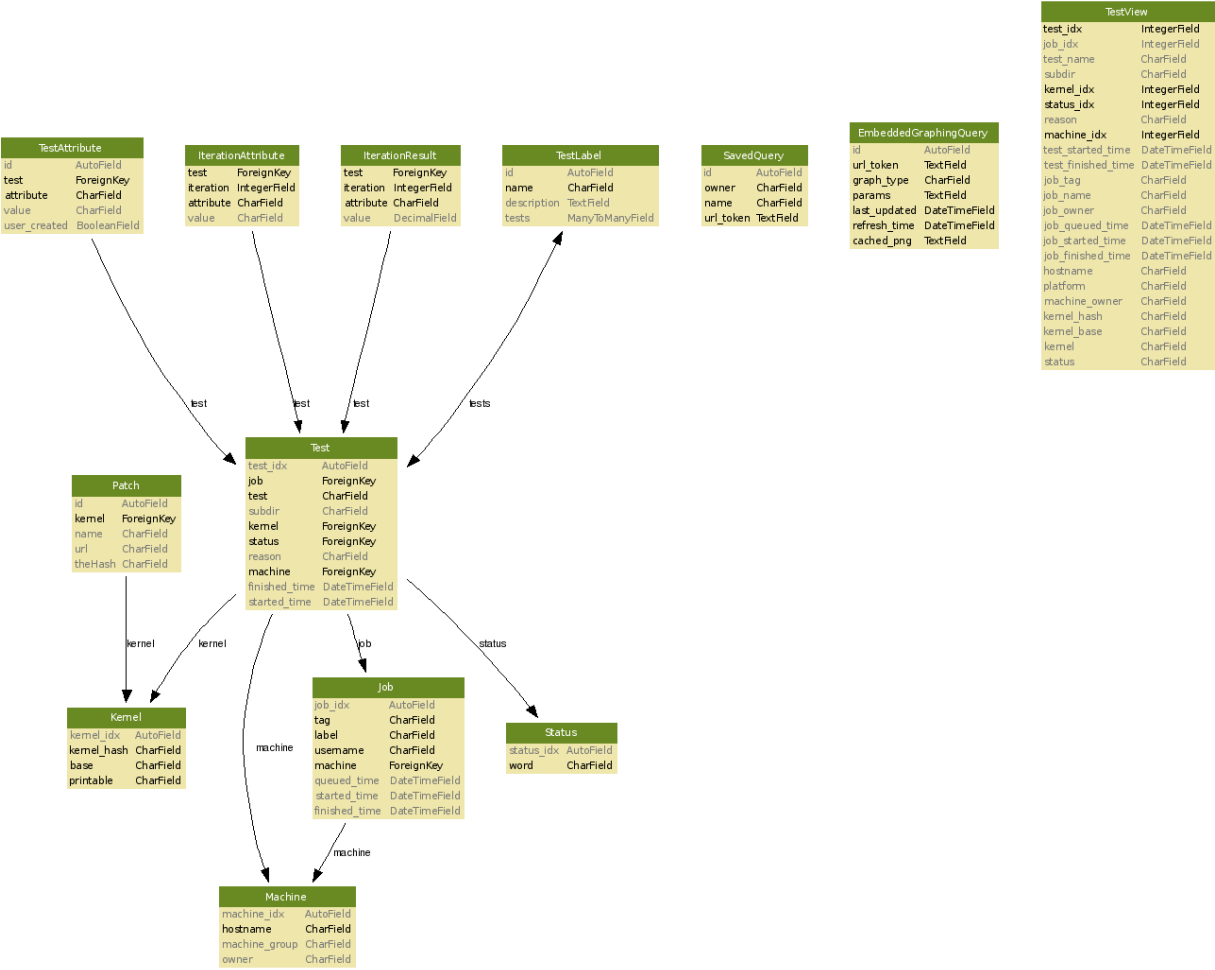 TestView
test_idx IntegerField
job_idx IntegerField
test_name CharField
subdir CharField
kernel_idx IntegerField
status_idx IntegerField
reason CharField
machine_idx IntegerField
test_started_time DateTimeField
test_finished_time DateTimeField
job_tag CharField
job_name CharField
job_owner CharField
job_queued_time DateTimeField
job_started_time DateTimeField
job_finished_time DateTimeField
hostname CharField
platform CharField
machine_owner CharField
kernel_hash CharField
kernel_base CharField
kernel CharField
status CharField
TestAttribute
id AutoField
test ForeignKey
attribute CharField
value CharField
user_created BooleanField
IterationAttribute
test ForeignKey
iteration IntegerField
attribute CharField
value CharField
IterationResult
test ForeignKey
iteration IntegerField
attribute CharField
value DecimalField
TestLabel
id AutoField
name CharField
description TextField
tests ManyToManyField
SavedQuery
id AutoField
owner CharField
name CharField
url_token TextField
EmbeddedGraphingQuery
id AutoField
url_token TextField
graph_type CharField
params TextField
last_updated DateTimeField
refresh_time DateTimeField
cached_png TextField
test
test
test
tests
Test
test_idx AutoField
job ForeignKey
test CharField
subdir CharField
kernel ForeignKey
status ForeignKey
reason CharField
machine ForeignKey
finished_time DateTimeField
started_time DateTimeField
Patch
id AutoField
kernel ForeignKey
name CharField
url CharField
theHash CharField
kernel
kernel
job
status
machine
Kernel
kernel_idx AutoField
kernel_hash CharField
base CharField
printable CharField
Job
job_idx AutoField
tag CharField
label CharField
username CharField
machine ForeignKey
queued_time DateTimeField
started_time DateTimeField
finished_time DateTimeField
Status
status_idx AutoField
word CharField
machine
Machine
machine_idx AutoField
hostname CharField
machine_group CharField
owner CharField